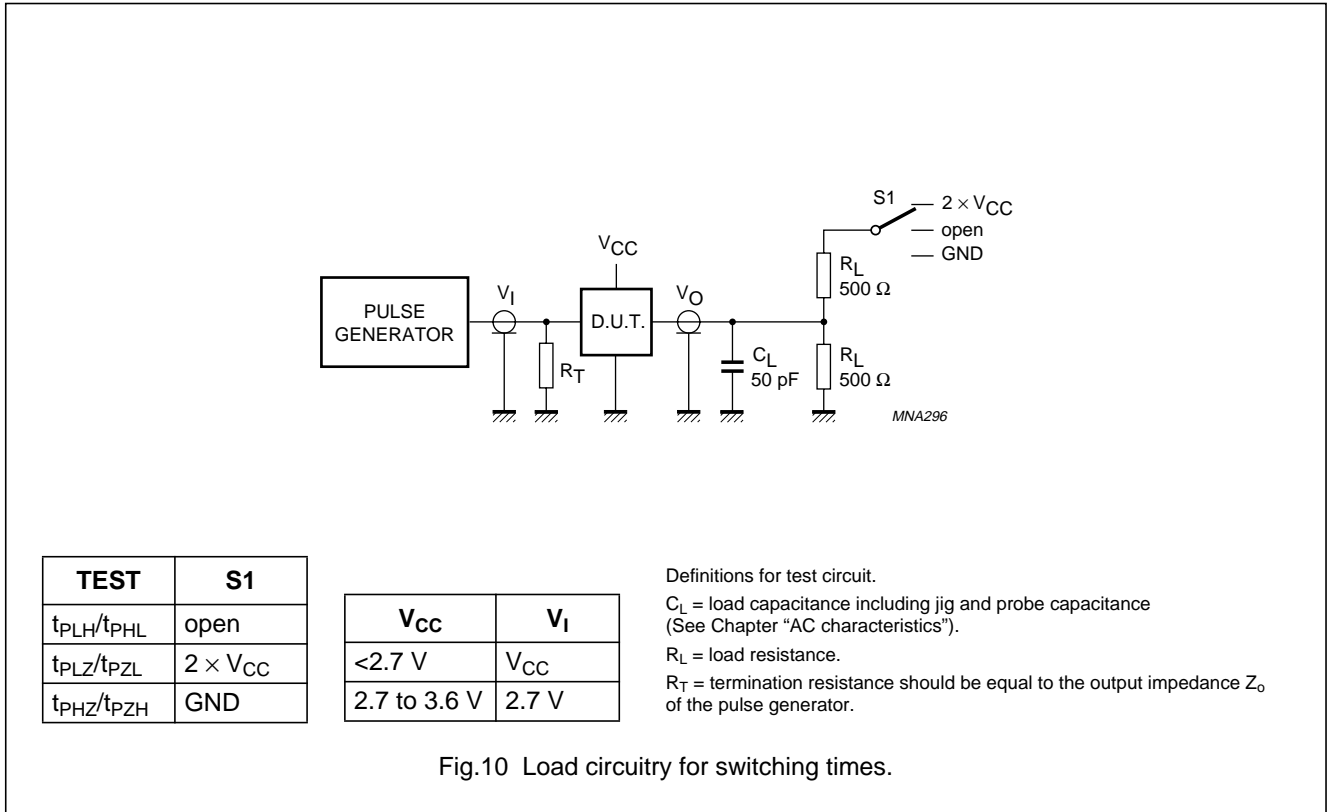 S1
2 × VCC
open
GND
VCC
RL
500 Ω
PULSE
GENERATOR
VI
D.U.T.
VO
RT
CL
50 pF
RL
500 Ω
MNA296
TEST S1
tPLH/tPHL open
tPLZ/tPZL 2 × VCC
tPHZ/tPZH GND
VCC VI
<2.7 V VCC
2.7 to 3.6 V 2.7 V
Definitions for test circuit.
CL = load capacitance including jig and probe capacitance
(See Chapter “AC characteristics”).
RL = load resistance.
RT = termination resistance should be equal to the output impedance Zo
of the pulse generator.
Fig.10 Load circuitry for switching times.